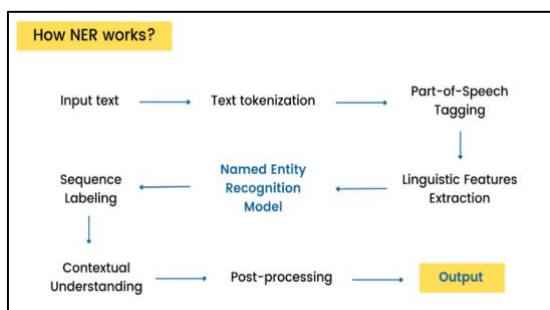 How NER works?
Input text
Text tokenization
Part-of-Speech
Tagging
Linguistic Features
Extraction
Named Entity
Recognition
Model
Sequence
Labeling
Contextual
Understanding
Post-processing
Output